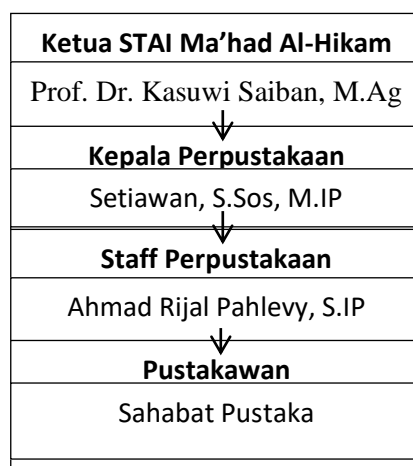 Ketua STAI Ma’had Al-Hikam
Prof. Dr. Kasuwi Saiban, M.Ag
Kepala Perpustakaan
Setiawan, S.Sos, M.IP
Staff Perpustakaan
Ahmad Rijal Pahlevy, S.IP
Pustakawan
Sahabat Pustaka